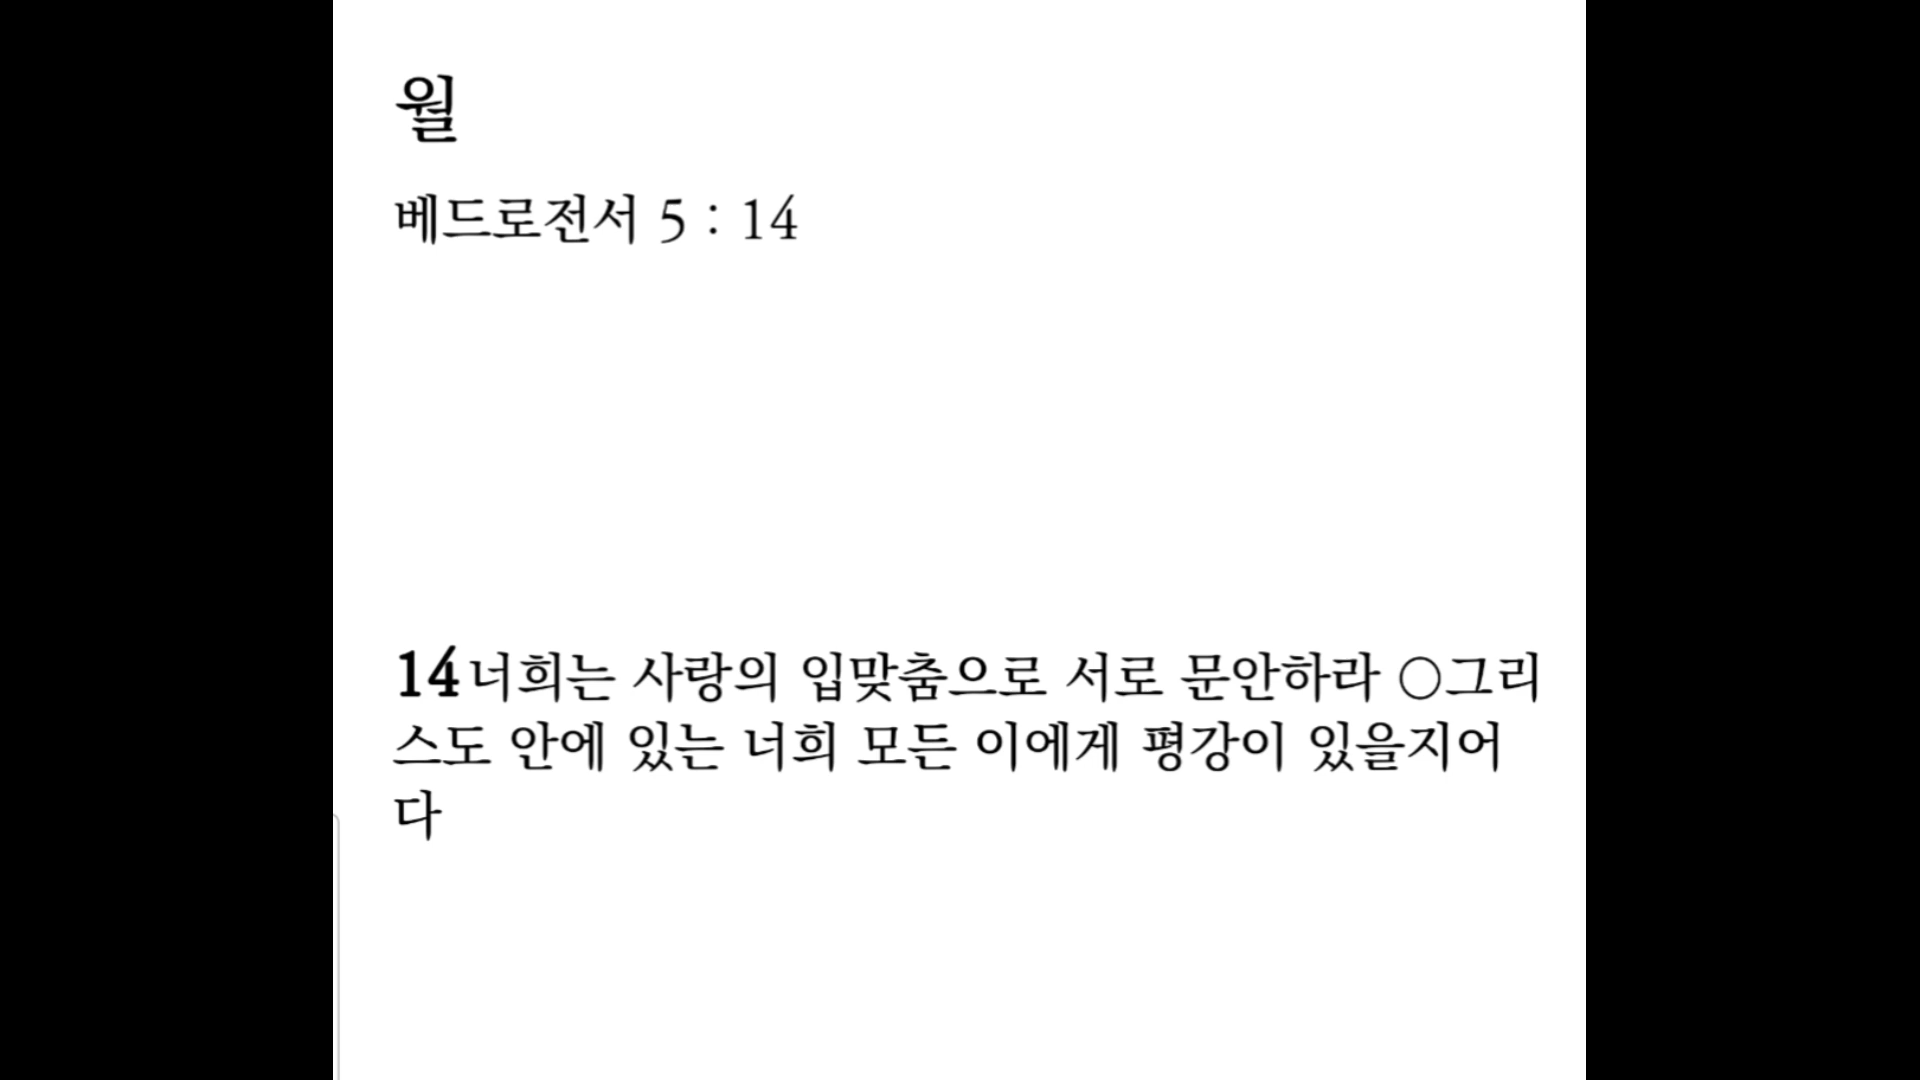 월
베드로전서 5 : 14
14 너희는 사랑의 입맞춤으로 서로 문안하라 ○그리
스도 안에 있는 너희 모든 이에게 평강이 있을지어
다